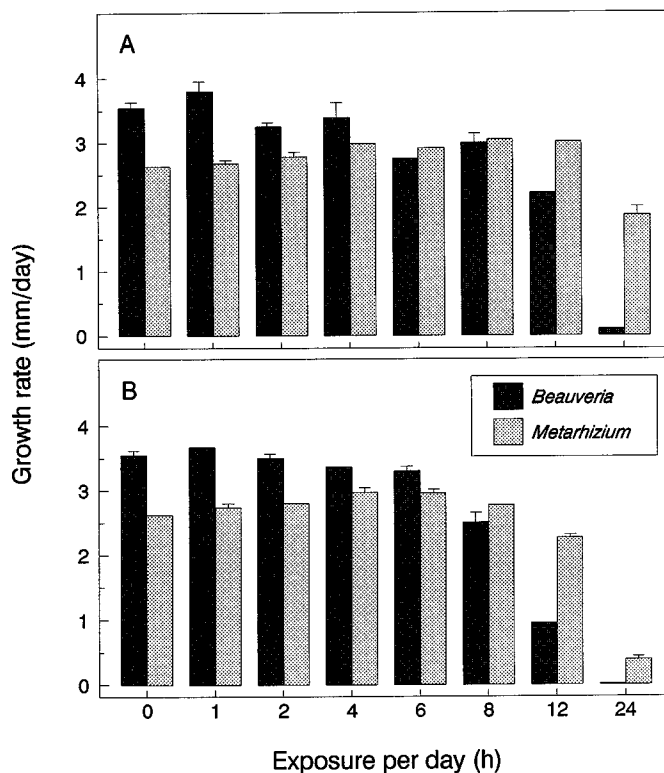 A
4
3
2
1
0
B
Beauveria
Metarhizium
4
3
2
1
0
Growth rate (mm/day)
0 1 2 4 6 8 12 24
Exposure per day (h)